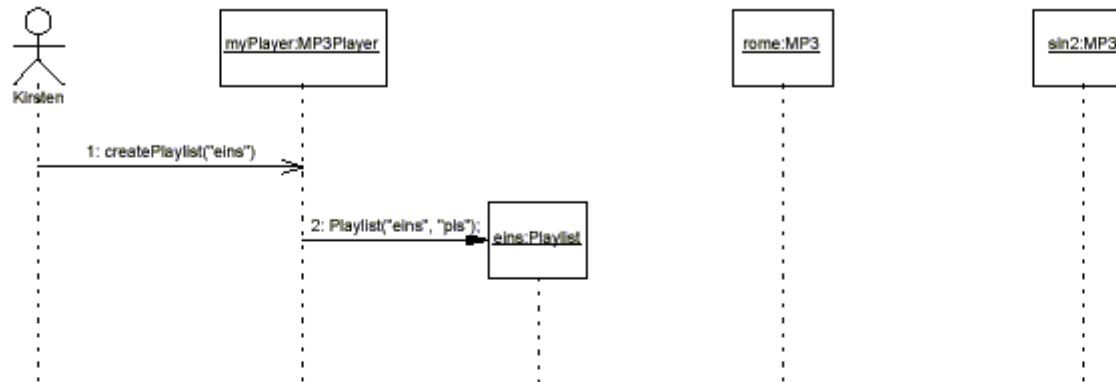 Kirsten
myPlayer:MP3Player
rome:MP3
sin2:MP3
1: createPlaylist("eins")
2: Playlist("eins", "pls");
eins:Playlist